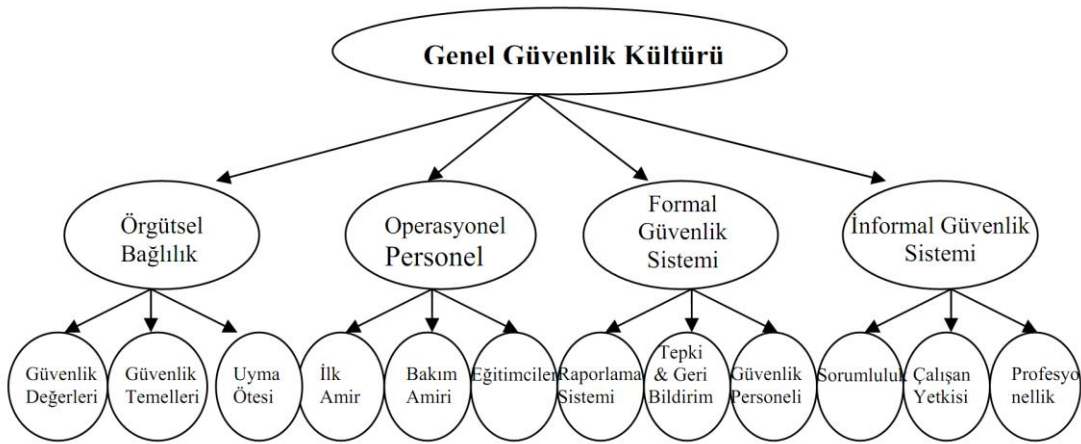 Genel Güvenlik Kültürü
Örgütsel
Bağlılık
Operasyonel
Personel
Formal
Güvenlik
Sistemi
İnformal Güvenlik
Sistemi
Güvenlik
Değerleri
Güvenlik
Temelleri
Uyma
Ötesi
İlk
Amir
Bakım
Amiri
Eğitimciler
Raporlama
Sistemi
Tepki
& Geri
Bildirim
Güvenlik
Personeli
Sorumluluk
Çalışan
Yetkisi
Profesyo
nellik